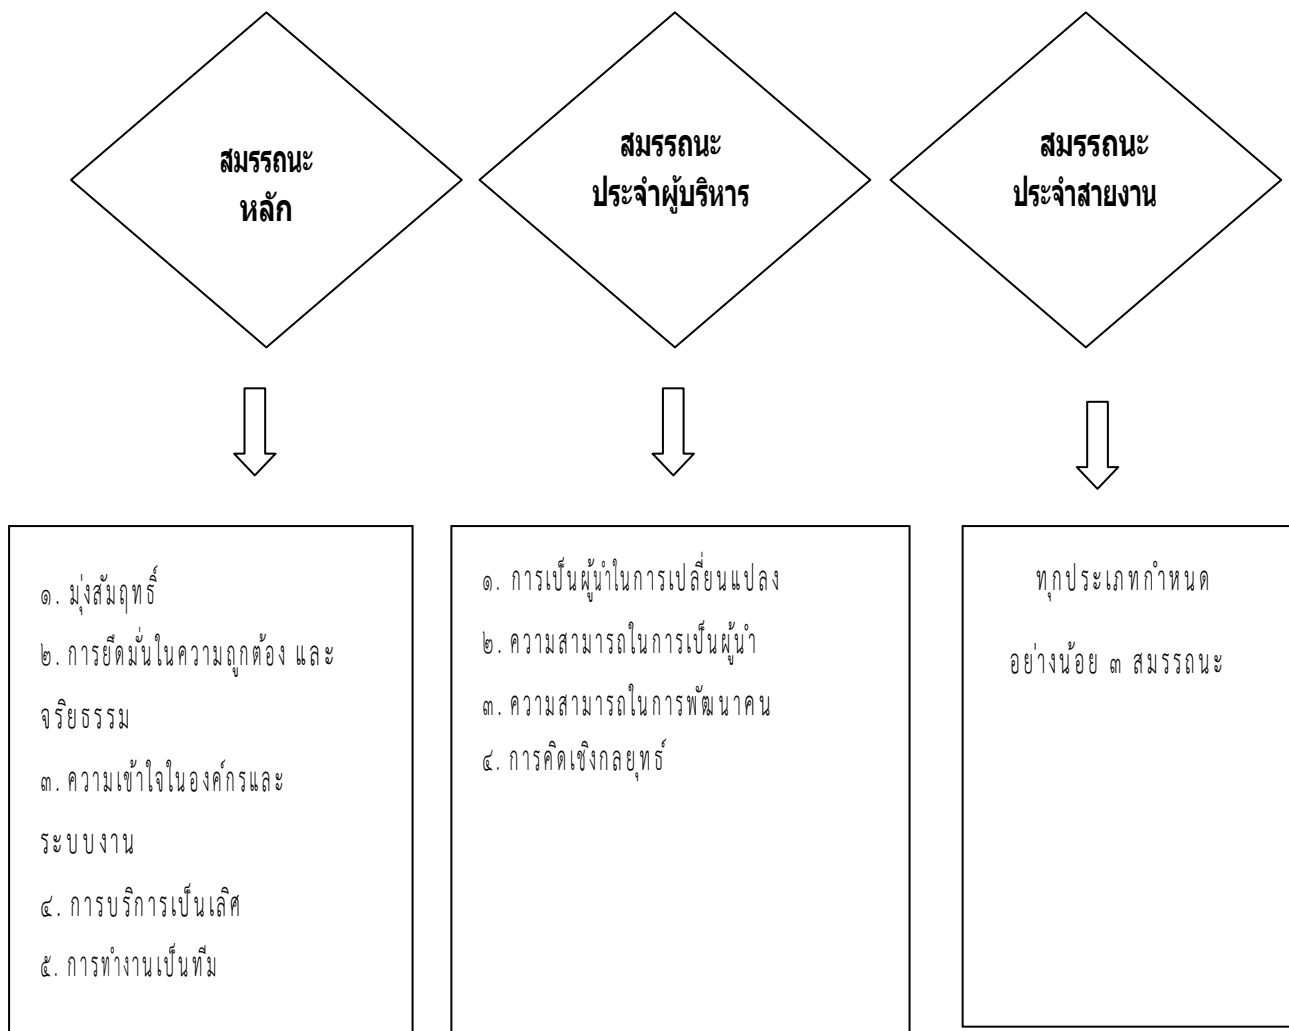 สมรรถนะ
หลัก
สมรรถนะ
ประจำผู้บริหาร
สมรรถนะ
ประจำสายงาน
๑. มุ่งสัมฤทธิ์
๒. การยึดมั่นในความถูกต้อง และ
จริยธรรม
๓. ความเข้าใจในองค์กรและ
ระบบงาน
๔. การบริการเป็นเลิศ
๕. การทำงานเป็นทีม
๑. การเป็นผู้นำในการเปลี่ยนแปลง
๒. ความสามารถในการเป็นผู้นำ
๓. ความสามารถในการพัฒนาคน
๔. การคิดเชิงกลยุทธ์
ทุกประเภทกำหนด
อย่างน้อย ๓ สมรรถนะ